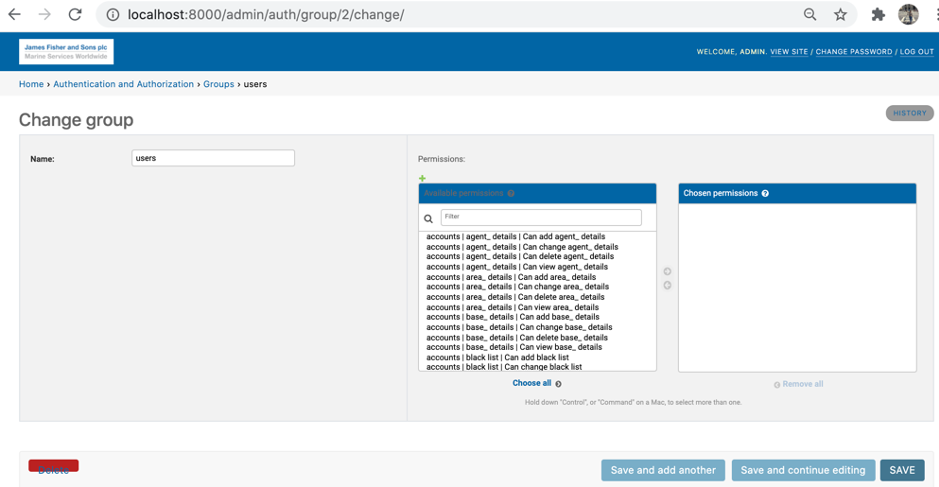 localhost:8000/admin/auth/group/2/change/
James Fisher and Sons plc
Marine Services Worldwide
WELCOME, ADMIN. VIEW SITE / CHANGE PASSWORD / LOG OUT
Home › Authentication and Authorization › Groups › users
Change group
HISTORY
Name:
users
Permissions:
Available permissions
Chosen permissions
Filter
accounts | agent_ details | Can add agent_ details
accounts | agent_ details | Can change agent_ details
accounts | agent_ details | Can delete agent_ details
accounts | agent_ details | Can view agent_ details
accounts | area_ details | Can add area_ details
accounts | area_ details | Can change area_ details
accounts | area_ details | Can delete area_ details
accounts | area_ details | Can view area_ details
accounts | base_ details | Can add base_ details
accounts | base_ details | Can change base_ details
accounts | base_ details | Can delete base_ details
accounts | base_ details | Can view base_ details
accounts | black list | Can add black list
accounts | black list | Can change black list
Choose all
Remove all
Hold down "Control", or "Command" on a Mac, to select more than one.
Delete
Save and add another
Save and continue editing
SAVE